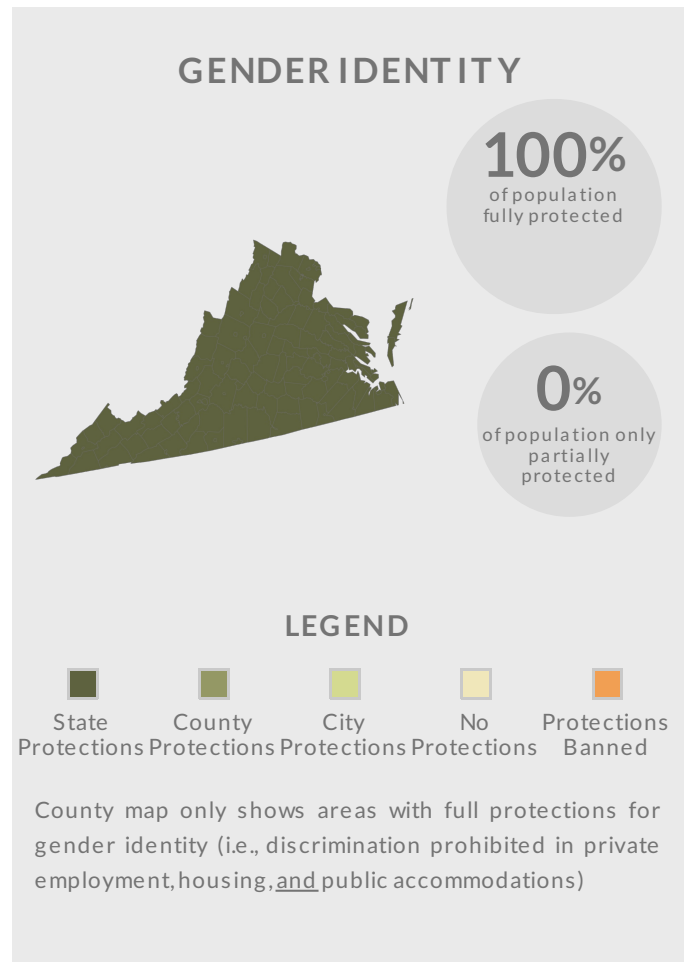 GENDER IDENTITY
100%
of population
fully protected
0%
of population only
partially
protected
LEGEND
State
Protections
County
Protections
City
Protections
No
Protections
Protections
Banned
County map only shows areas with full protections for
gender identity (i.e., discrimination prohibited in private
employment, housing, and public accommodations)